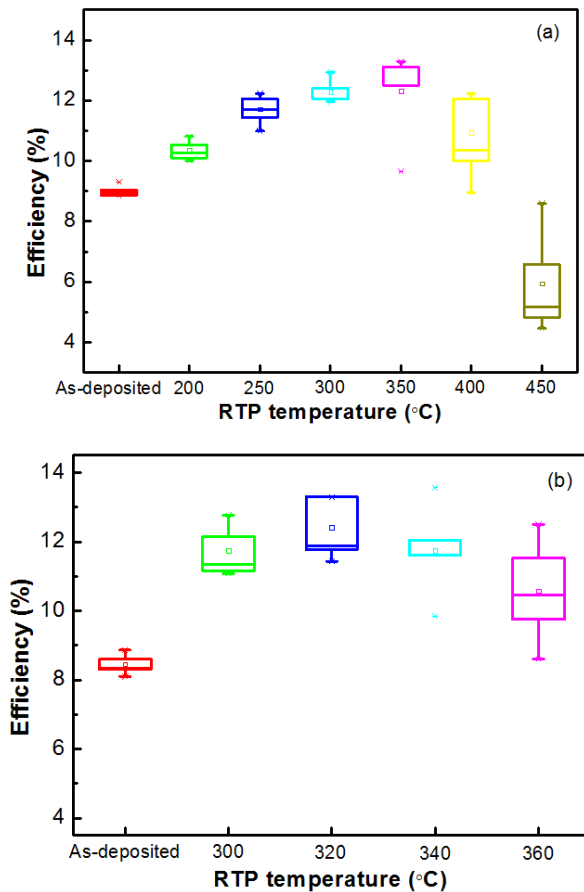 (a)
14
12
10
8
6
4
Efficiency (%)
As-deposited 200 250 300 350 400 450
RTP temperature (°C)
(b)
14
12
10
8
6
4
Efficiency (%)
As-deposited 300 320 340 360
RTP temperature (°C)